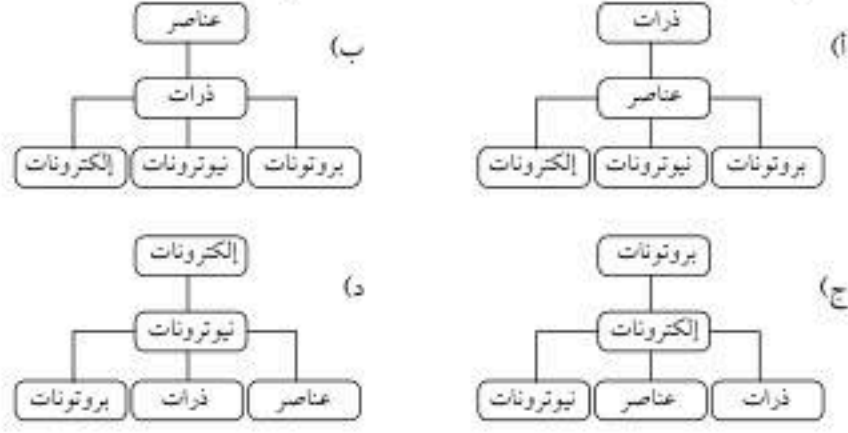 أ)
ذرات
عناصر
بروتونات نيوترونات إلكترونات
ب)
عناصر
ذرات
بروتونات نيوترونات إلكترونات
ج)
بروتونات
إلكترونات
ذرات عناصر نيوترونات
د)
إلكترونات
نيوترونات
عناصر ذرات بروتونات